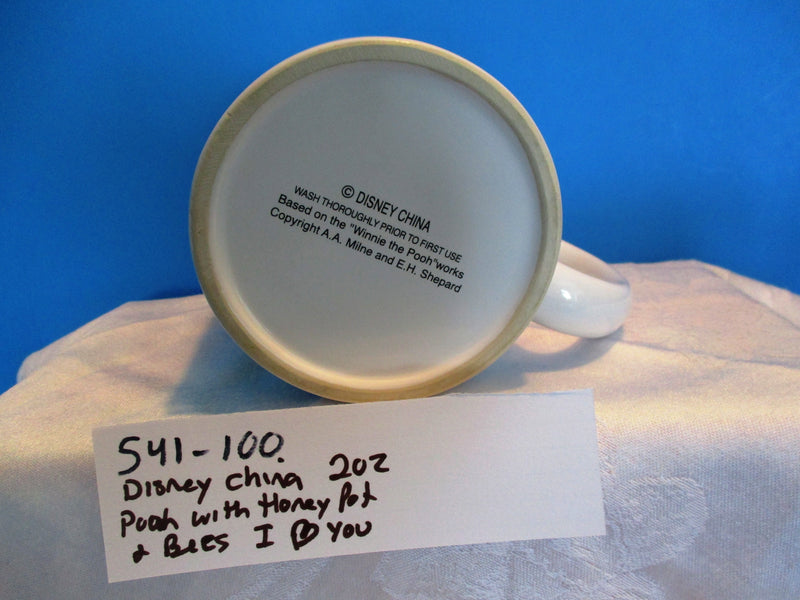 © DISNEY CHINA
WASH THOROUGHLY PRIOR TO FIRST USE
Based on the "Winnie the Pooh"works
Copyright A.A. Milne and E.H. Shepard
541-100.
Disney China 20z
Pooh with Honey Pot
& Bees I ♡ You